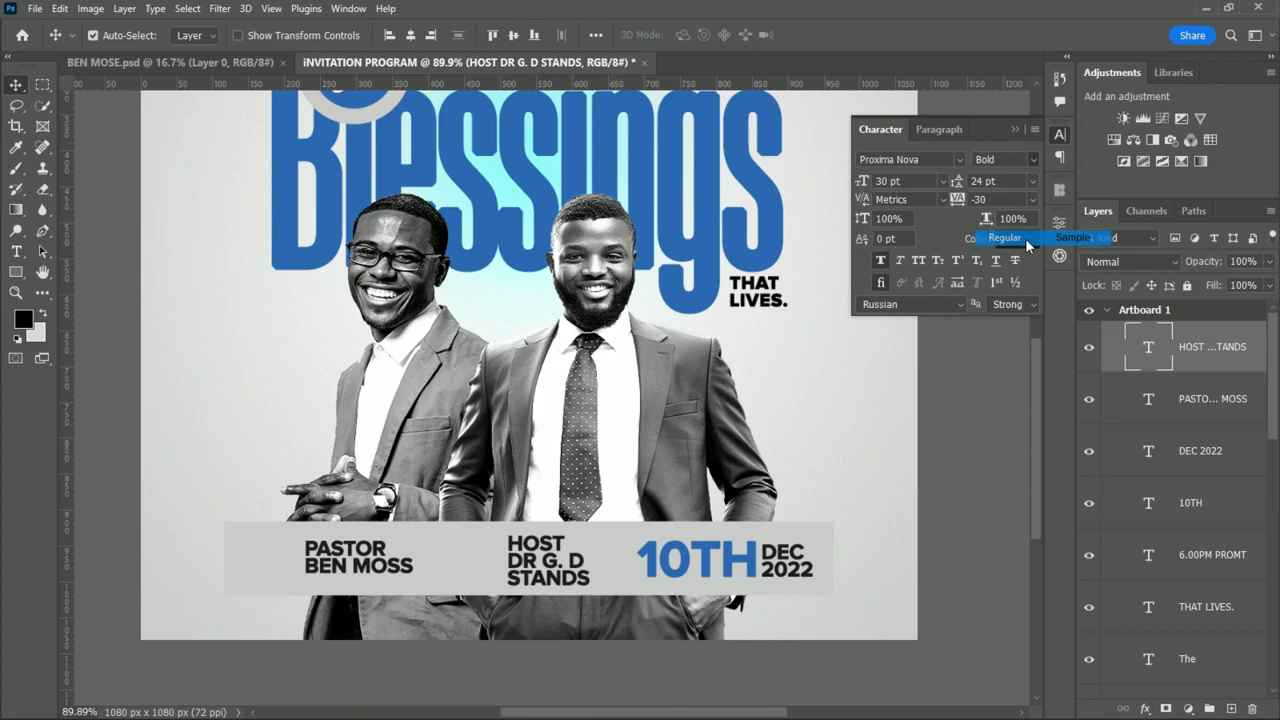 Ps File Edit Image Layer Type Select Filter 3D View Plugins Window Help
Auto-Select: Layer Show Transform Controls 3D Mode: Share
BEN MOSE.psd @ 16.7% (Layer 0, RGB/8#) × INVITATION PROGRAM @ 89.9% (HOST DR G. D STANDS, RGB/8#) * ×
Blessings
THAT
LIVES.
PASTOR
BEN MOSS
HOST
DR G. D
STANDS
10TH
DEC
2022
Character Paragraph
Proxima Nova Bold
30 pt 24 pt
Metrics -30
100% 100%
0 pt
Regular Sample
Russian Strong
Adjustments Libraries
Add an adjustment
Layers Channels Paths
Normal Opacity: 100%
Lock: Fill: 100%
Artboard 1
HOST ...TANDS
PASTO... MOSS
DEC 2022
10TH
6.00PM PROMT
THAT LIVES.
The
89.89% 1080 px x 1080 px (72 ppi)